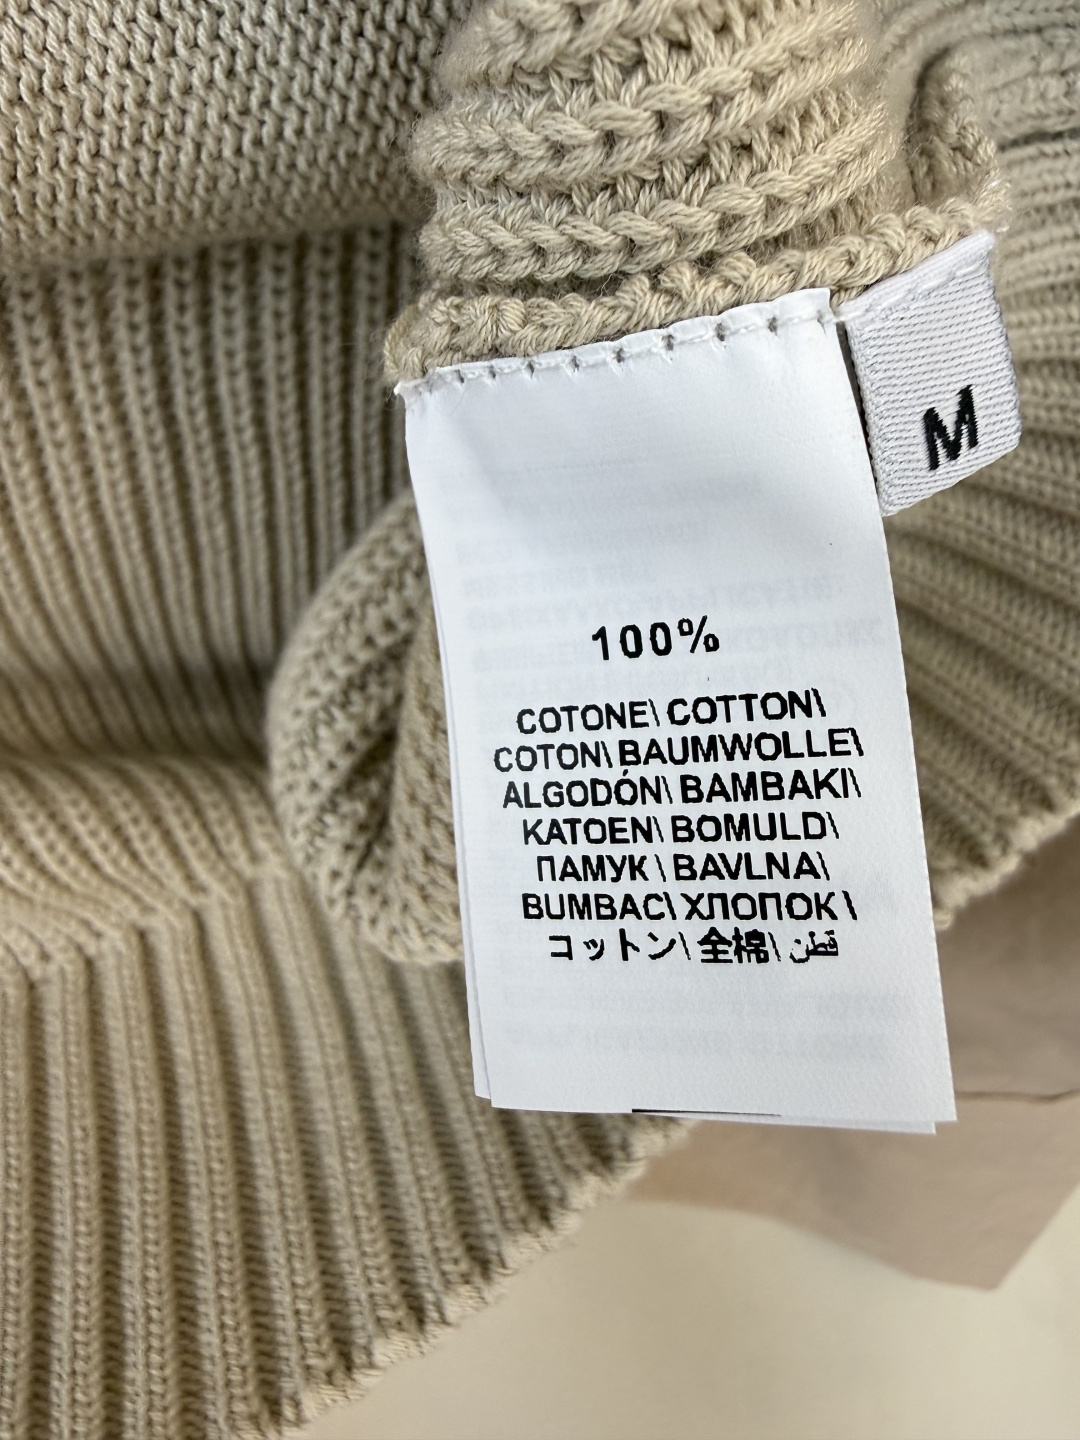 M
100%
COTONE\ COTTON\
COTON\ BAUMWOLLE\
ALGODÓN\ BAMBAKI\
KATOEN\ BOMULD\
ПАМУК \ BAVLNA\
BUMBAC\ ХЛОПОК \
コットン\ 全棉\ قطن